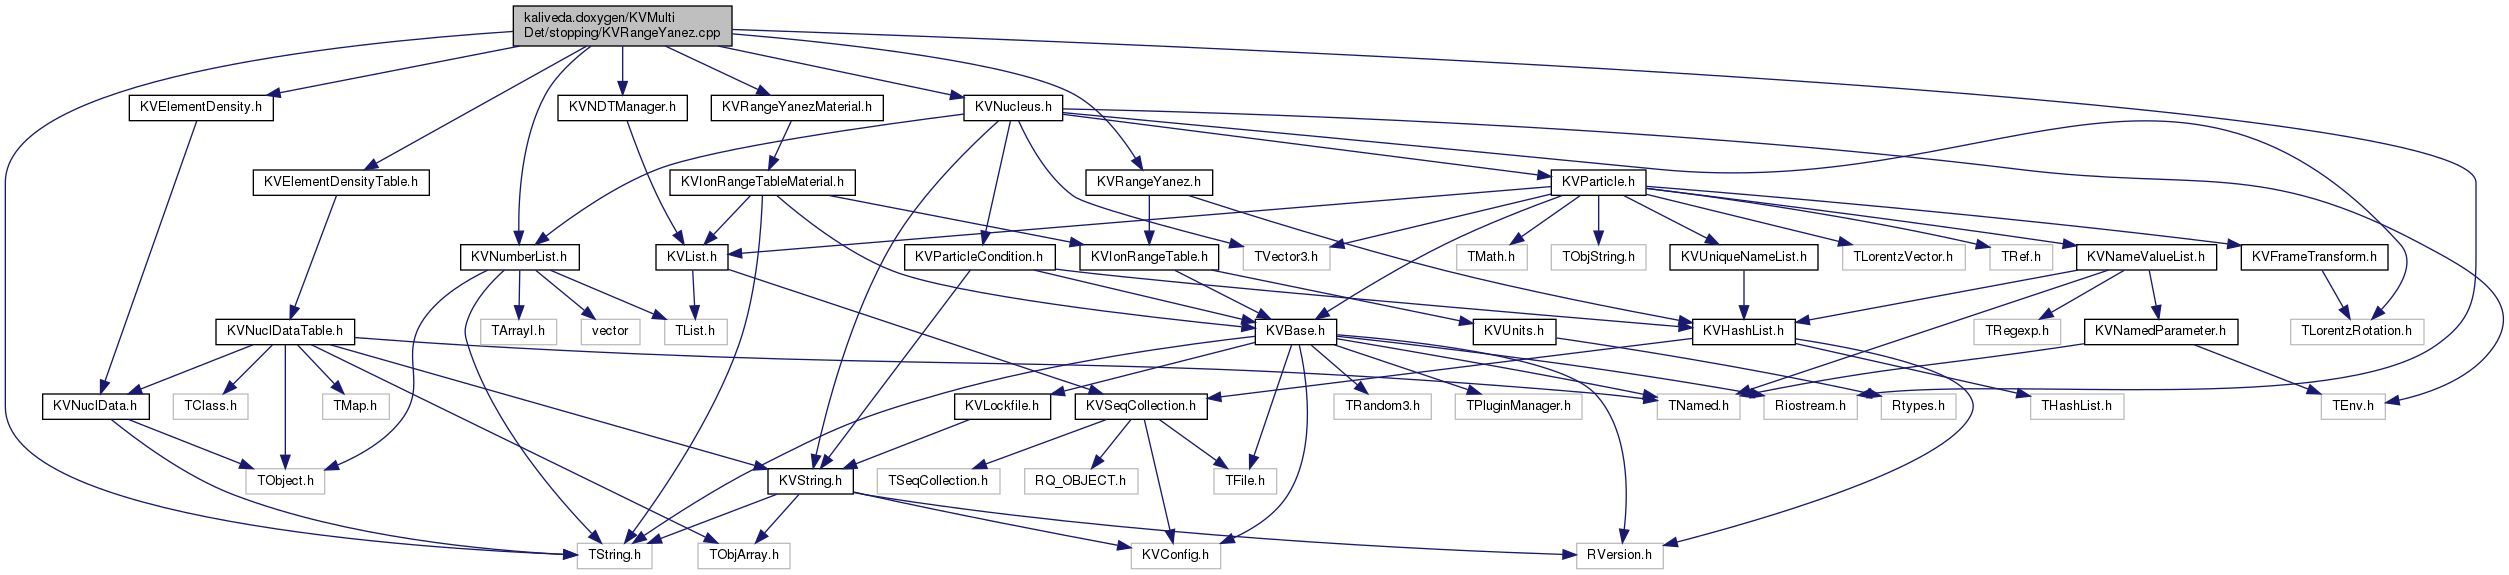 kaliveda.doxygen/KVMulti
Det/stopping/KVRangeYanez.cpp
KVElementDensity.h
KVNDTManager.h
KVRangeYanezMaterial.h
KVNucleus.h
KVElementDensityTable.h
KVIonRangeTableMaterial.h
KVRangeYanez.h
KVParticle.h
KVNumberList.h
KVList.h
KVParticleCondition.h
KVIonRangeTable.h
TVector3.h
TMath.h
TObjString.h
KVUniqueNameList.h
TLorentzVector.h
TRef.h
KVNameValueList.h
KVFrameTransform.h
KVNuclDataTable.h
TArrayI.h
vector
TList.h
KVBase.h
KVUnits.h
KVHashList.h
TRegexp.h
KVNamedParameter.h
TLorentzRotation.h
KVNuclData.h
TClass.h
TMap.h
KVLockfile.h
KVSeqCollection.h
TRandom3.h
TPluginManager.h
TNamed.h
Riostream.h
Rtypes.h
THashList.h
TEnv.h
TObject.h
KVString.h
TSeqCollection.h
RQ_OBJECT.h
TFile.h
TString.h
TObjArray.h
KVConfig.h
RVersion.h